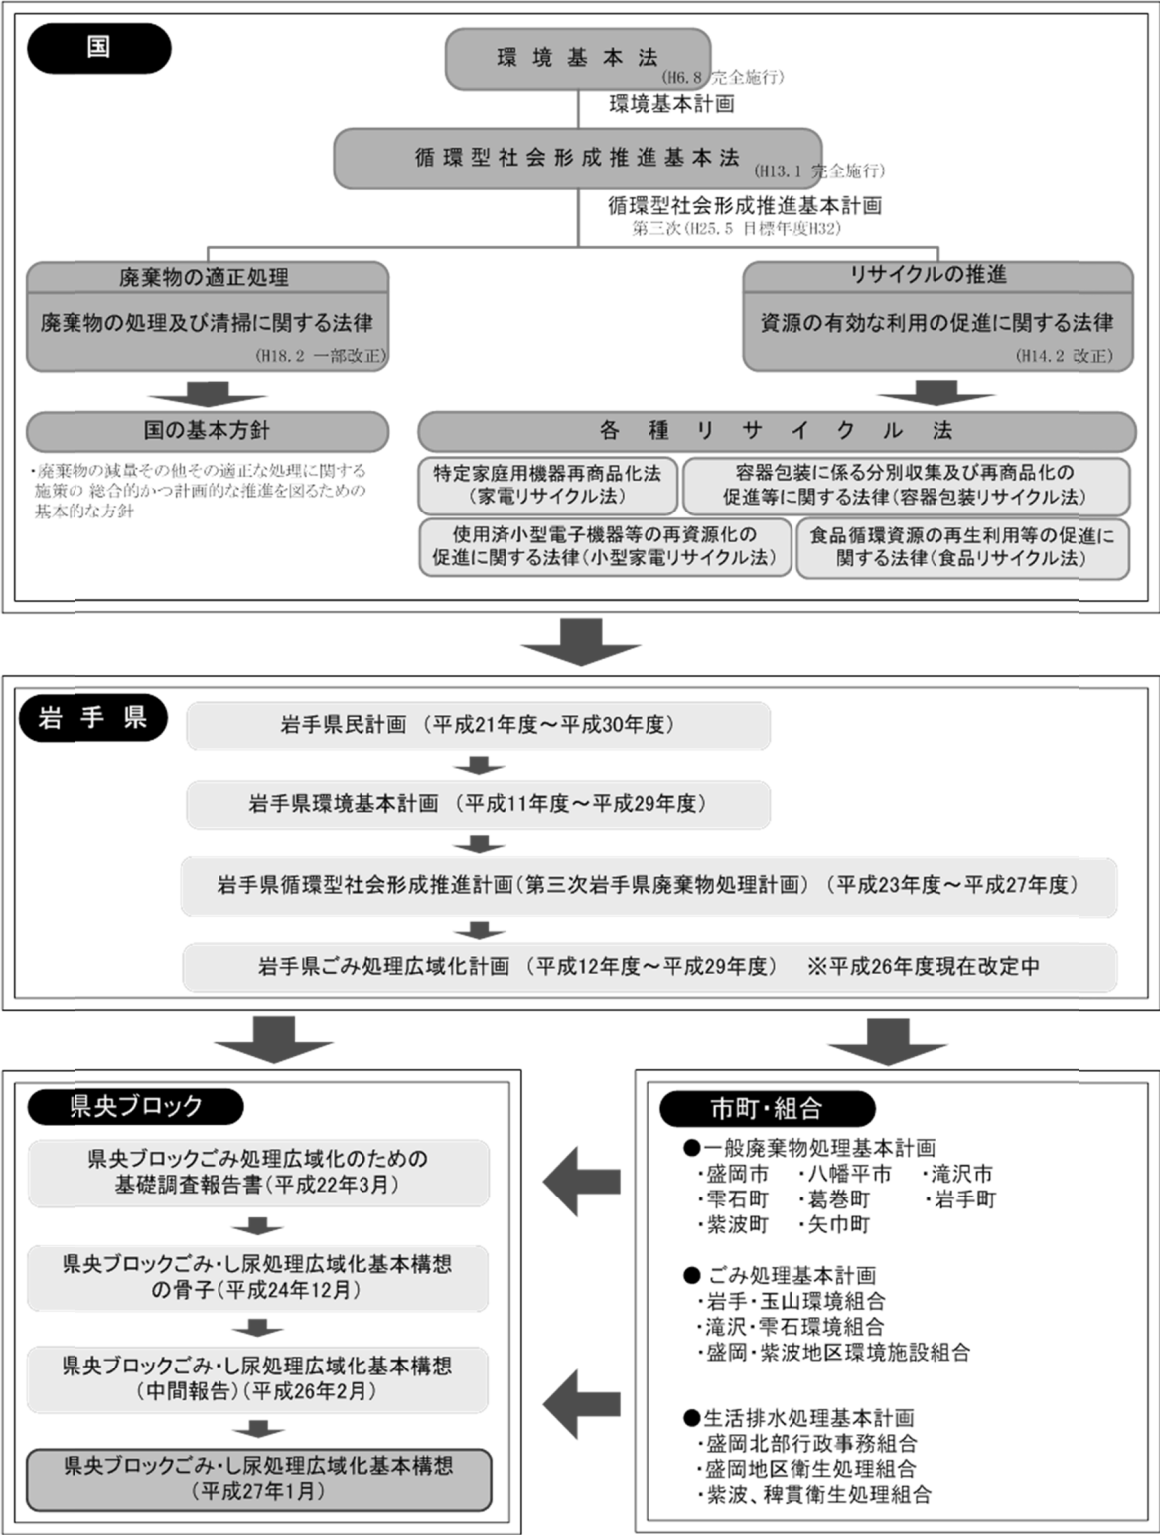 国
環境基本法
(H6.8 完全施行)
環境基本計画
循環型社会形成推進基本法
(H13.1 完全施行)
循環型社会形成推進基本計画
第三次(H25.5 目標年度H32)
廃棄物の適正処理
廃棄物の処理及び清掃に関する法律
(H18.2 一部改正)
リサイクルの推進
資源の有効な利用の促進に関する法律
(H14.2 改正)
国の基本方針
・廃棄物の減量その他その適正な処理に関する
施策の 総合的かつ計画的な推進を図るための
基本的な方針
各種リサイクル法
特定家庭用機器再商品化法
(家電リサイクル法)
容器包装に係る分別収集及び再商品化の
促進等に関する法律(容器包装リサイクル法)
使用済小型電子機器等の再資源化の
促進に関する法律(小型家電リサイクル法)
食品循環資源の再生利用等の促進に
関する法律(食品リサイクル法)
岩手県
岩手県民計画 (平成21年度～平成30年度)
岩手県環境基本計画 (平成11年度～平成29年度)
岩手県循環型社会形成推進計画(第三次岩手県廃棄物処理計画) (平成23年度～平成27年度)
岩手県ごみ処理広域化計画 (平成12年度～平成29年度) ※平成26年度現在改定中
県央ブロック
県央ブロックごみ処理広域化のための
基礎調査報告書(平成22年3月)
県央ブロックごみ・し尿処理広域化基本構想
の骨子(平成24年12月)
県央ブロックごみ・し尿処理広域化基本構想
(中間報告)(平成26年2月)
県央ブロックごみ・し尿処理広域化基本構想
(平成27年1月)
市町・組合
●一般廃棄物処理基本計画
・盛岡市 ・八幡平市 ・滝沢市
・雫石町 ・葛巻町 ・岩手町
・紫波町 ・矢巾町
● ごみ処理基本計画
・岩手・玉山環境組合
・滝沢・雫石環境組合
・盛岡・紫波地区環境施設組合
●生活排水処理基本計画
・盛岡北部行政事務組合
・盛岡地区衛生処理組合
・紫波、稗貫衛生処理組合